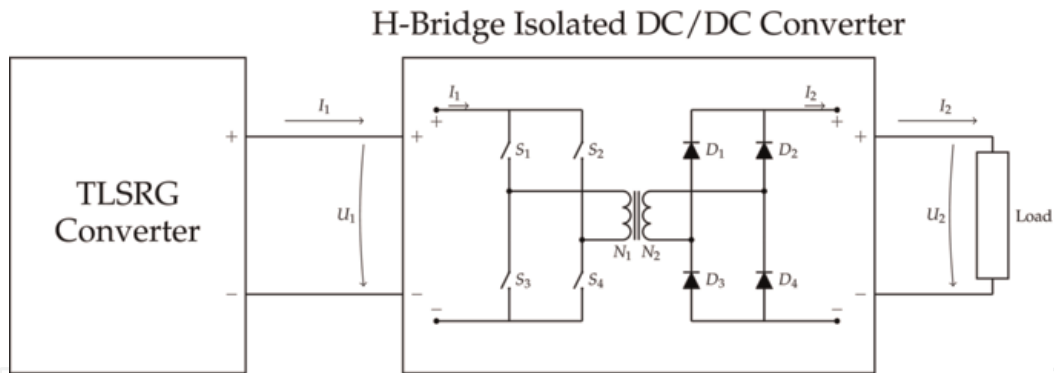 H-Bridge Isolated DC/DC Converter
I₁
I₁
I₂
I₂
+
+
+
+
+
+
S₁
S₂
D₁
D₂
TLSRG
Converter
U₁
N₁
N₂
U₂
Load
S₃
S₄
D₃
D₄
−
−
−
−
−